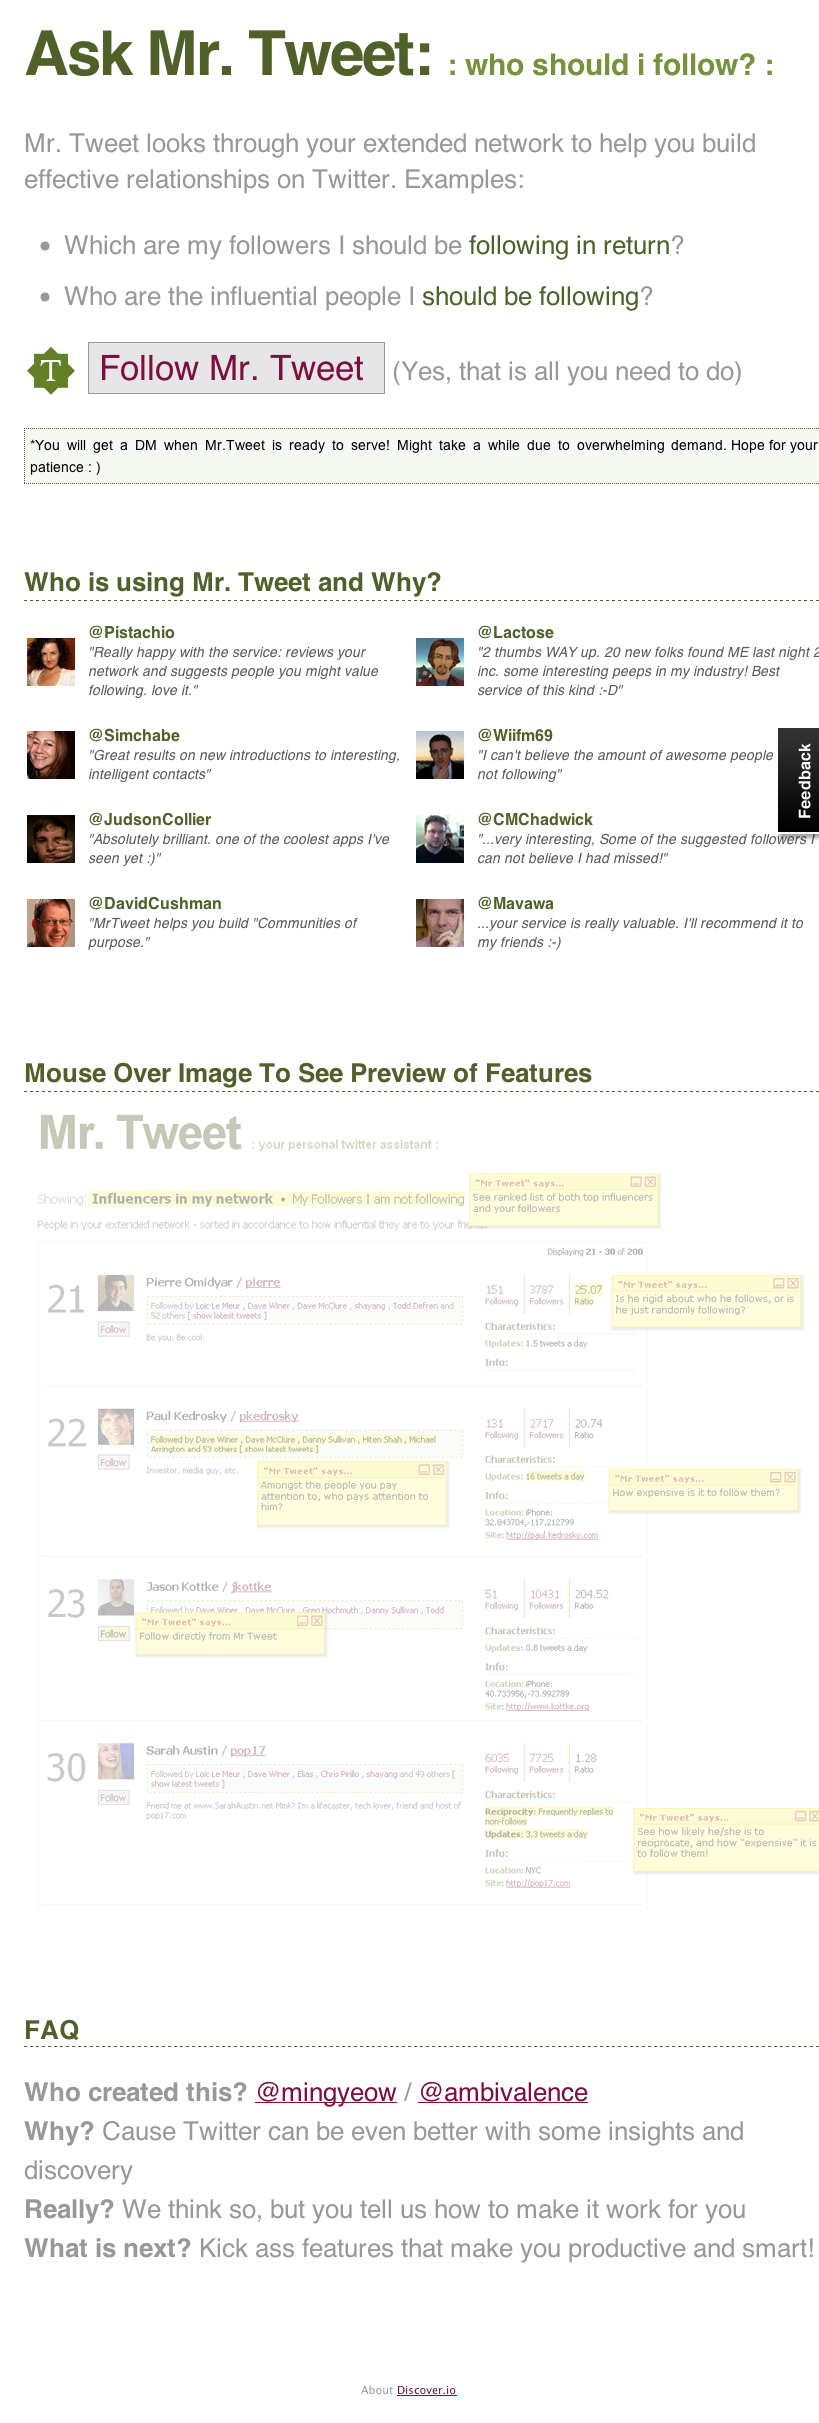 Ask Mr. Tweet: : who should i follow? :
Mr. Tweet looks through your extended network to help you build
effective relationships on Twitter. Examples:
• Which are my followers I should be following in return?
• Who are the influential people I should be following?
T Follow Mr. Tweet (Yes, that is all you need to do)
*You will get a DM when Mr.Tweet is ready to serve! Might take a while due to overwhelming demand. Hope for your
patience : )
Who is using Mr. Tweet and Why?
@Pistachio
"Really happy with the service: reviews your
network and suggests people you might value
following. love it."
@Lactose
"2 thumbs WAY up. 20 new folks found ME last night 2
inc. some interesting peeps in my industry! Best
service of this kind :-D"
@Simchabe
"Great results on new introductions to interesting,
intelligent contacts"
@Wiifm69
"I can't believe the amount of awesome people
not following"
Feedback
@JudsonCollier
"Absolutely brilliant. one of the coolest apps I've
seen yet :)"
@CMChadwick
"...very interesting, Some of the suggested followers I
can not believe I had missed!"
@DavidCushman
"MrTweet helps you build "Communities of
purpose."
@Mavawa
...your service is really valuable. I'll recommend it to
my friends :-)
Mouse Over Image To See Preview of Features
Mr. Tweet : your personal twitter assistant :
Showing: Influencers in my network • My Followers I am not following
"Mr Tweet" says...
See ranked list of both top influencers
and your followers
People in your extended network - sorted in accordance to how influential they are to your friends
Displaying 21 - 30 of 200
21
Follow
Pierre Omidyar / pierre
Followed by Loic Le Meur , Dave Winer , Dave McClure , shayang , Todd Defren and
52 others [ show latest tweets ]
Be you. Be cool.
151 3787 25.07
Following Followers Ratio
Characteristics:
Updates: 1.5 tweets a day
Info:
"Mr Tweet" says...
Is he rigid about who he follows, or is
he just randomly following?
22
Follow
Paul Kedrosky / pkedrosky
Followed by Dave Winer , Dave McClure , Danny Sullivan , Hiten Shah , Michael
Arrington and 53 others [ show latest tweets ]
Investor, media guy, etc.
"Mr Tweet" says...
Amongst the people you pay
attention to, who pays attention to
him?
131 2717 20.74
Following Followers Ratio
Characteristics:
Updates: 16 tweets a day
Info:
Location: iPhone:
32.843704,-117.212799
Site: http://paul.kedrosky.com
"Mr Tweet" says...
How expensive is it to follow them?
23
Follow
Jason Kottke / jkottke
Followed by Dave Winer , Dave McClure , Greg Hochmuth , Danny Sullivan , Todd
"Mr Tweet" says...
Follow directly from Mr Tweet
51 10431 204.52
Following Followers Ratio
Characteristics:
Updates: 0.8 tweets a day
Info:
Location: iPhone:
40.733956,-73.992789
Site: http://www.kottke.org
30
Follow
Sarah Austin / pop17
Followed by Loic Le Meur , Dave Winer , Elias , Chris Pirillo , shayang and 49 others [
show latest tweets ]
Friend me at www.SarahAustin.net Mmk? I'm a lifecaster, tech lover, friend and host of
pop17.com
6035 7725 1.28
Following Followers Ratio
Characteristics:
Reciprocity: Frequently replies to
non-follows
Updates: 3.3 tweets a day
Info:
Location: NYC
Site: http://pop17.com
"Mr Tweet" says...
See how likely he/she is to
reciprocate, and how "expensive" it is
to follow them!
FAQ
Who created this? @mingyeow / @ambivalence
Why? Cause Twitter can be even better with some insights and
discovery
Really? We think so, but you tell us how to make it work for you
What is next? Kick ass features that make you productive and smart!
About Discover.io